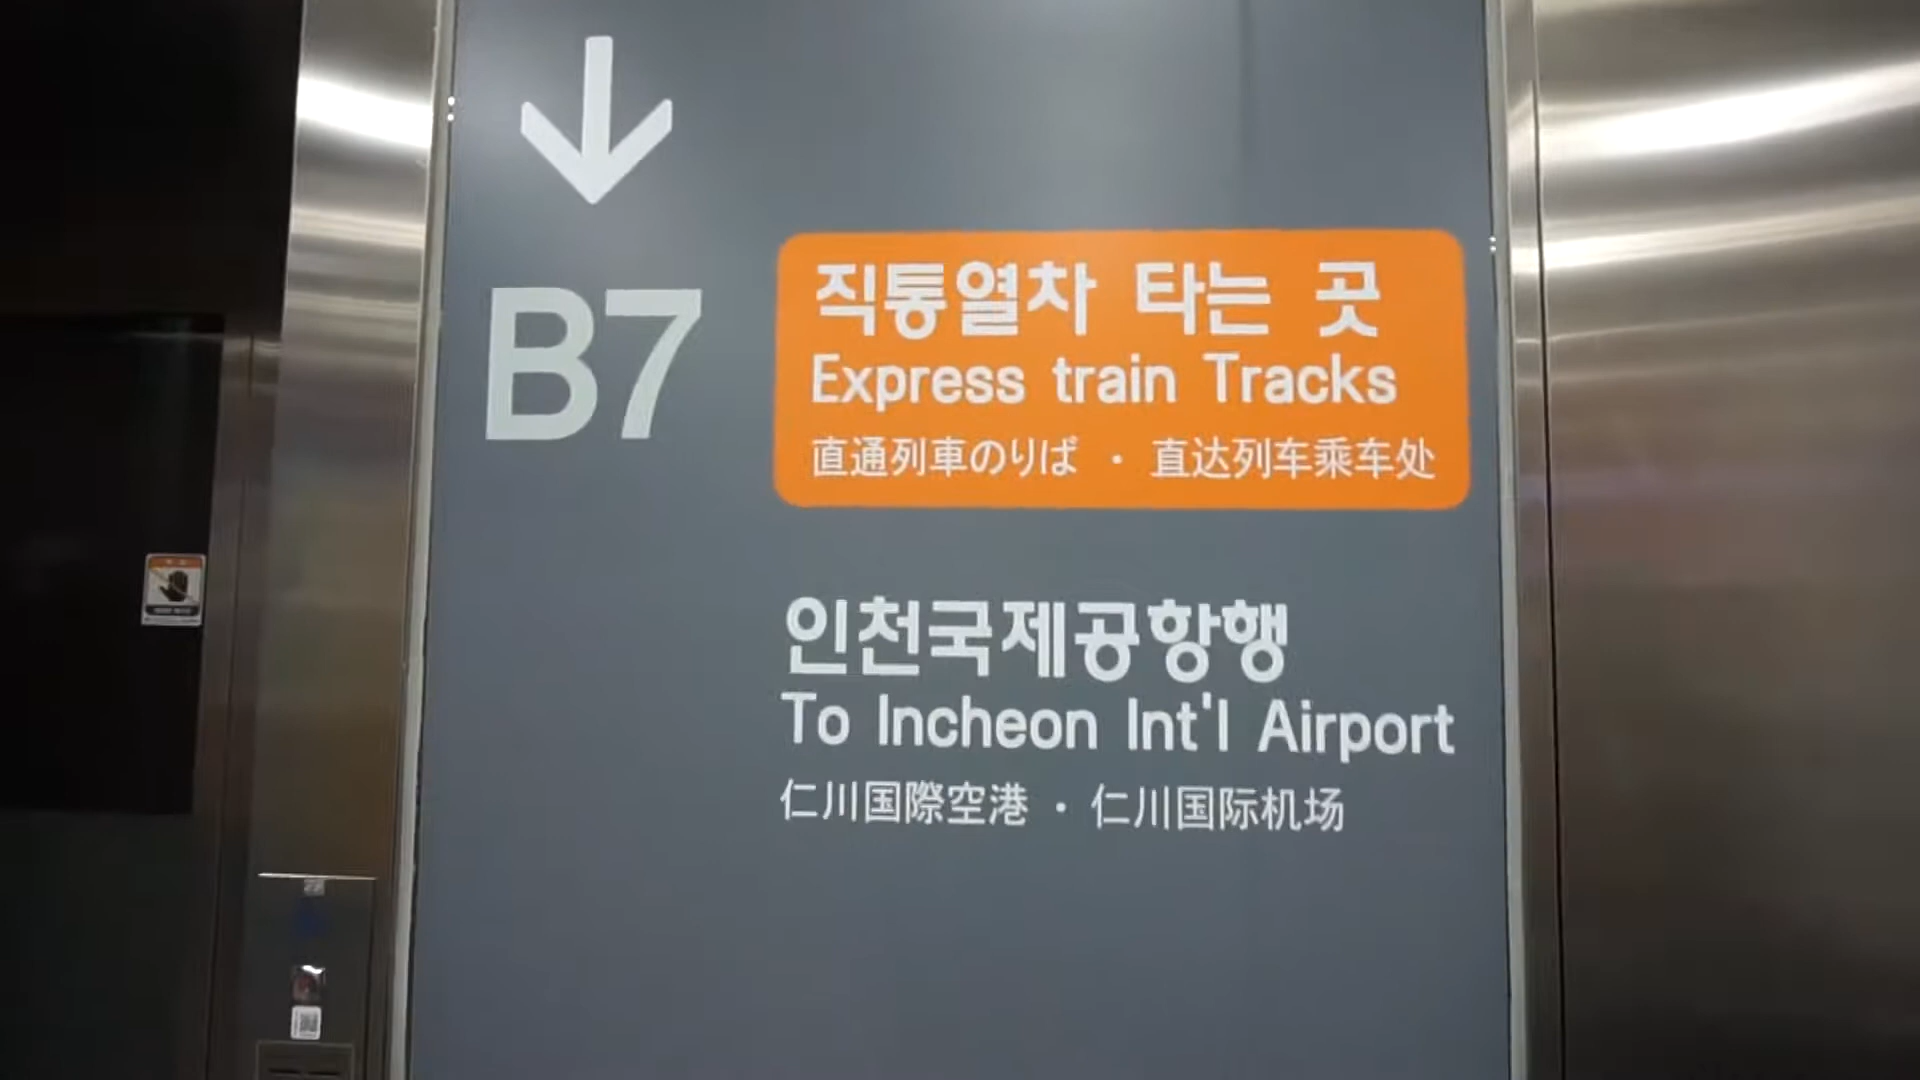 B7
직통열차 타는 곳
Express train Tracks
直通列車のりば · 直达列车乘车处
인천국제공항행
To Incheon Int'l Airport
仁川国際空港 · 仁川国际机场